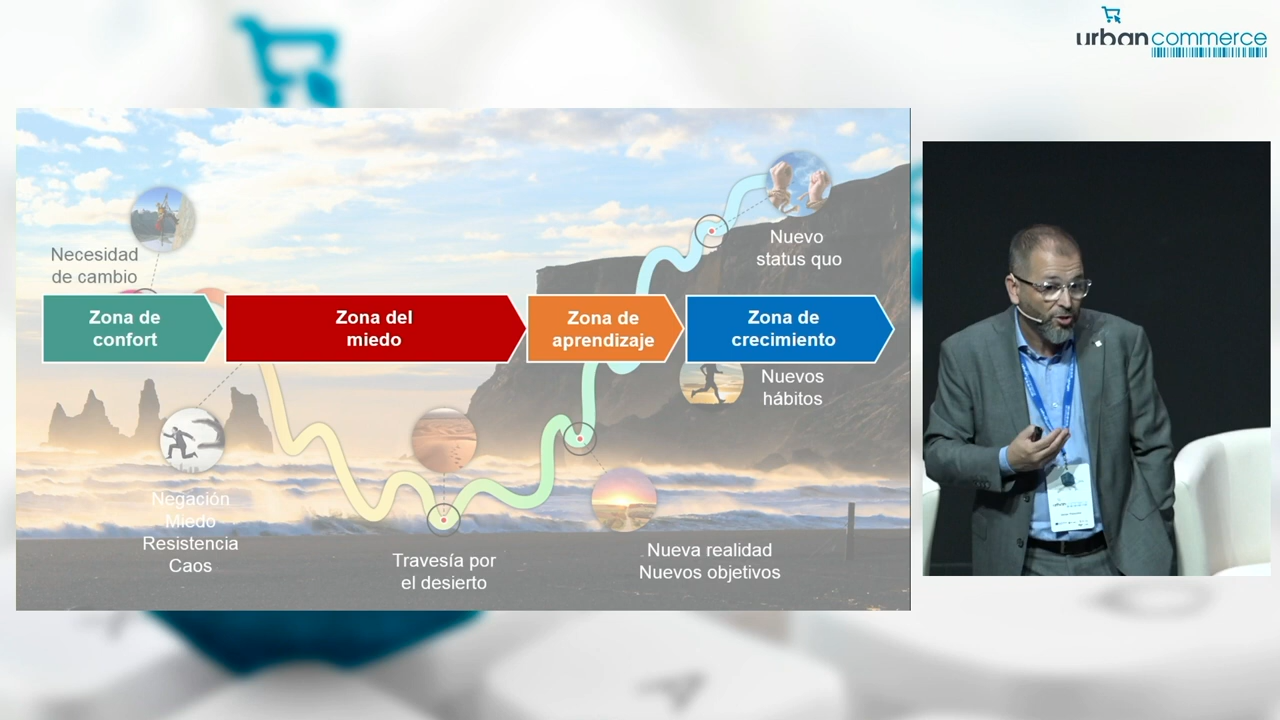 urbancommerce
Necesidad
de cambio
Zona de
confort
Zona del
miedo
Zona de
aprendizaje
Zona de
crecimiento
Nuevo
status quo
Nuevos
hábitos
Negación
Miedo
Resistencia
Caos
Travesía por
el desierto
Nueva realidad
Nuevos objetivos